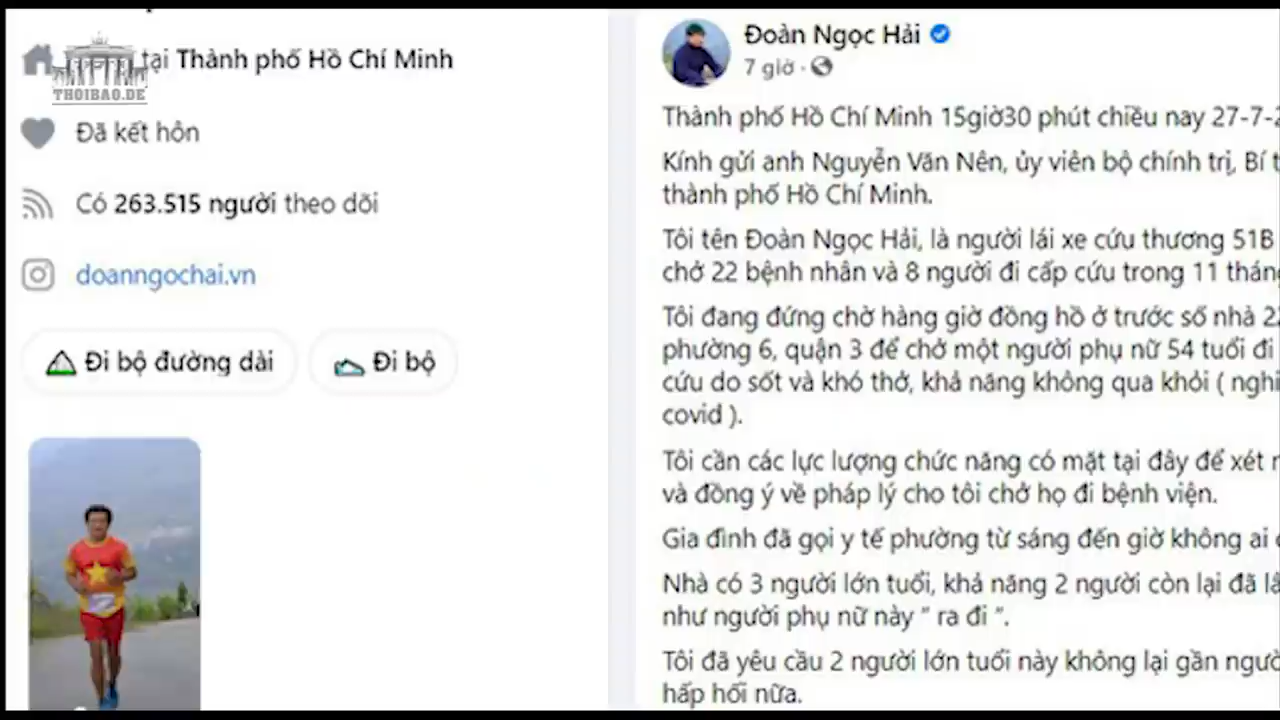 tại Thành phố Hồ Chí Minh
THOIBAO.DE
Đã kết hôn
Có 263.515 người theo dõi
doanngochai.vn
Đi bộ đường dài
Đi bộ
Đoàn Ngọc Hải
7 giờ ·
Thành phố Hồ Chí Minh 15giờ30 phút chiều nay 27-7-2
Kính gửi anh Nguyễn Văn Nên, ủy viên bộ chính trị, Bí t
thành phố Hồ Chí Minh.
Tôi tên Đoàn Ngọc Hải, là người lái xe cứu thương 51B
chở 22 bệnh nhân và 8 người đi cấp cứu trong 11 tháng
Tôi đang đứng chờ hàng giờ đồng hồ ở trước số nhà 22
phường 6, quận 3 để chở một người phụ nữ 54 tuổi đi
cứu do sốt và khó thở, khả năng không qua khỏi ( nghi
covid ).
Tôi cần các lực lượng chức năng có mặt tại đây để xét n
và đồng ý về pháp lý cho tôi chở họ đi bệnh viện.
Gia đình đã gọi y tế phường từ sáng đến giờ không ai
Nhà có 3 người lớn tuổi, khả năng 2 người còn lại đã lâ
như người phụ nữ này " ra đi ".
Tôi đã yêu cầu 2 người lớn tuổi này không lại gần ngườ
hấp hối nữa.